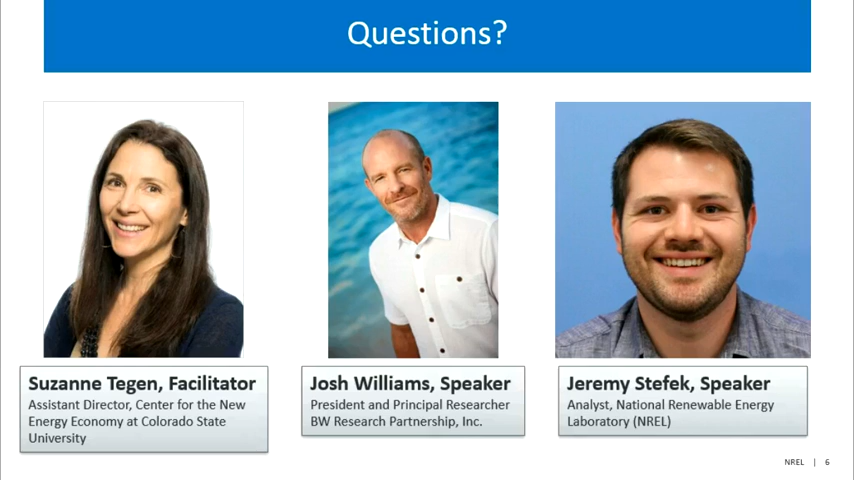 Questions?
Suzanne Tegen, Facilitator
Assistant Director, Center for the New
Energy Economy at Colorado State
University
Josh Williams, Speaker
President and Principal Researcher
BW Research Partnership, Inc.
Jeremy Stefek, Speaker
Analyst, National Renewable Energy
Laboratory (NREL)
NREL | 6